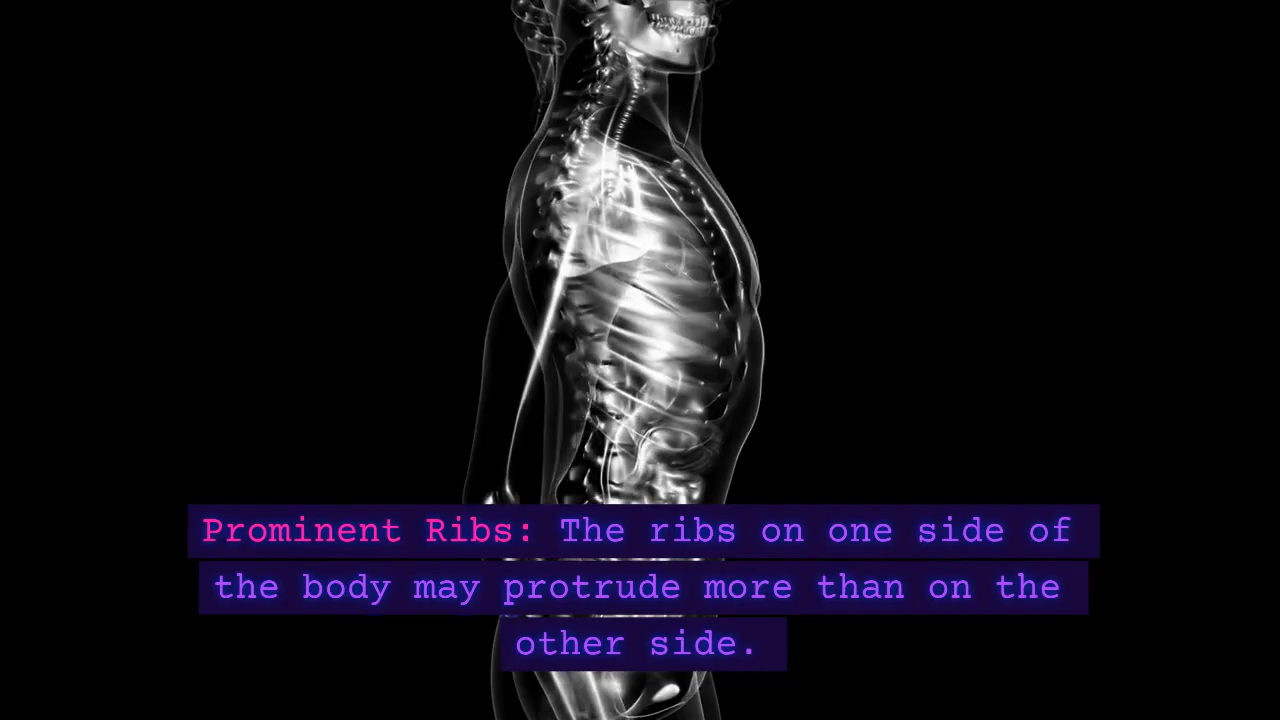 Prominent Ribs: The ribs on one side of
the body may protrude more than on the
other side.